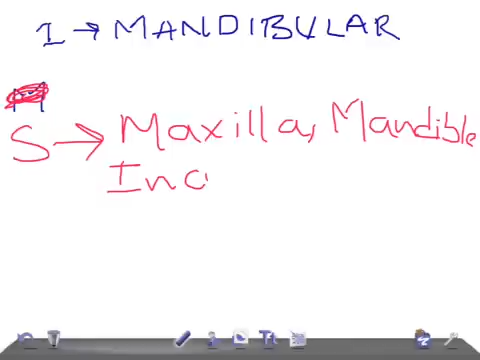 I → MANDIBULAR
S → Maxilla, Mandible
Inc